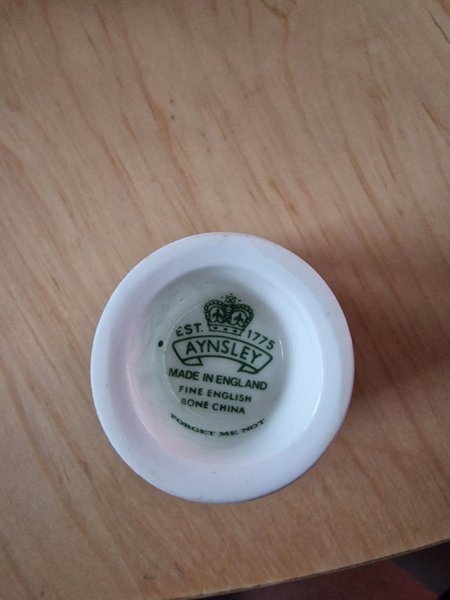 EST. 1775
AYNSLEY
MADE IN ENGLAND
FINE ENGLISH
BONE CHINA
FORGET ME NOT